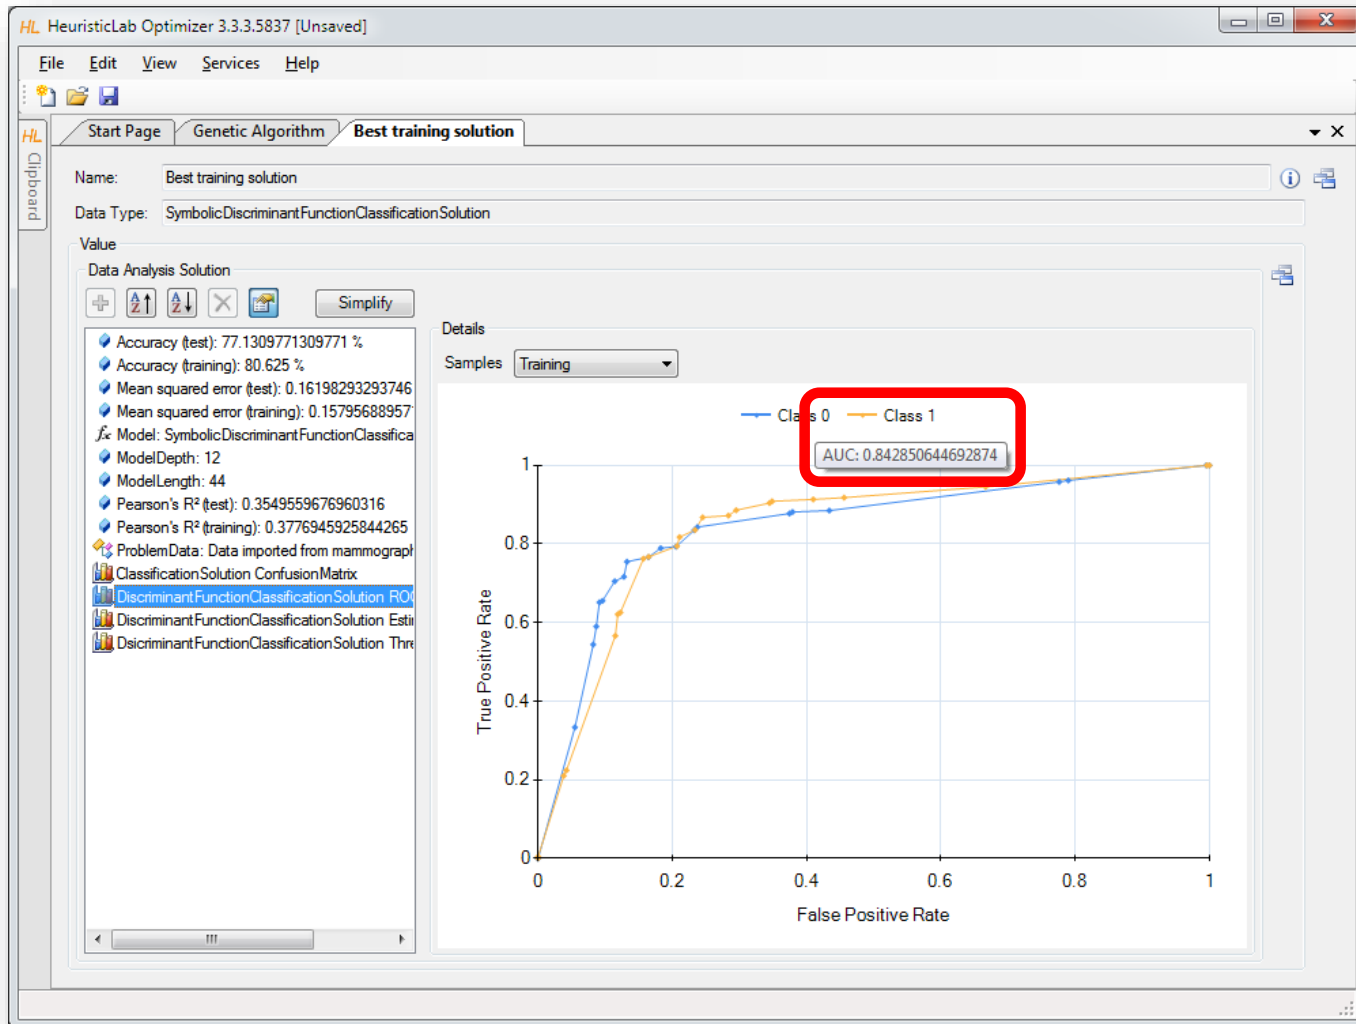 HL HeuristicLab Optimizer 3.3.3.5837 [Unsaved]
File Edit View Services Help
HL Clipboard
Start Page Genetic Algorithm Best training solution
Name: Best training solution
Data Type: SymbolicDiscriminantFunctionClassificationSolution
Value
Data Analysis Solution
Simplify
Accuracy (test): 77.1309771309771 %
Accuracy (training): 80.625 %
Mean squared error (test): 0.16198293293746
Mean squared error (training): 0.15795688957
Model: SymbolicDiscriminantFunctionClassifica
ModelDepth: 12
ModelLength: 44
Pearson's R² (test): 0.3549559676960316
Pearson's R² (training): 0.3776945925844265
ProblemData: Data imported from mammograph
ClassificationSolution ConfusionMatrix
DiscriminantFunctionClassificationSolution ROC
DiscriminantFunctionClassificationSolution Esti
DsicriminantFunctionClassificationSolution Thre
Details
Samples Training
Class 0 Class 1
AUC: 0.842850644692874
1
0.8
0.6
0.4
0.2
0
True Positive Rate
0 0.2 0.4 0.6 0.8 1
False Positive Rate